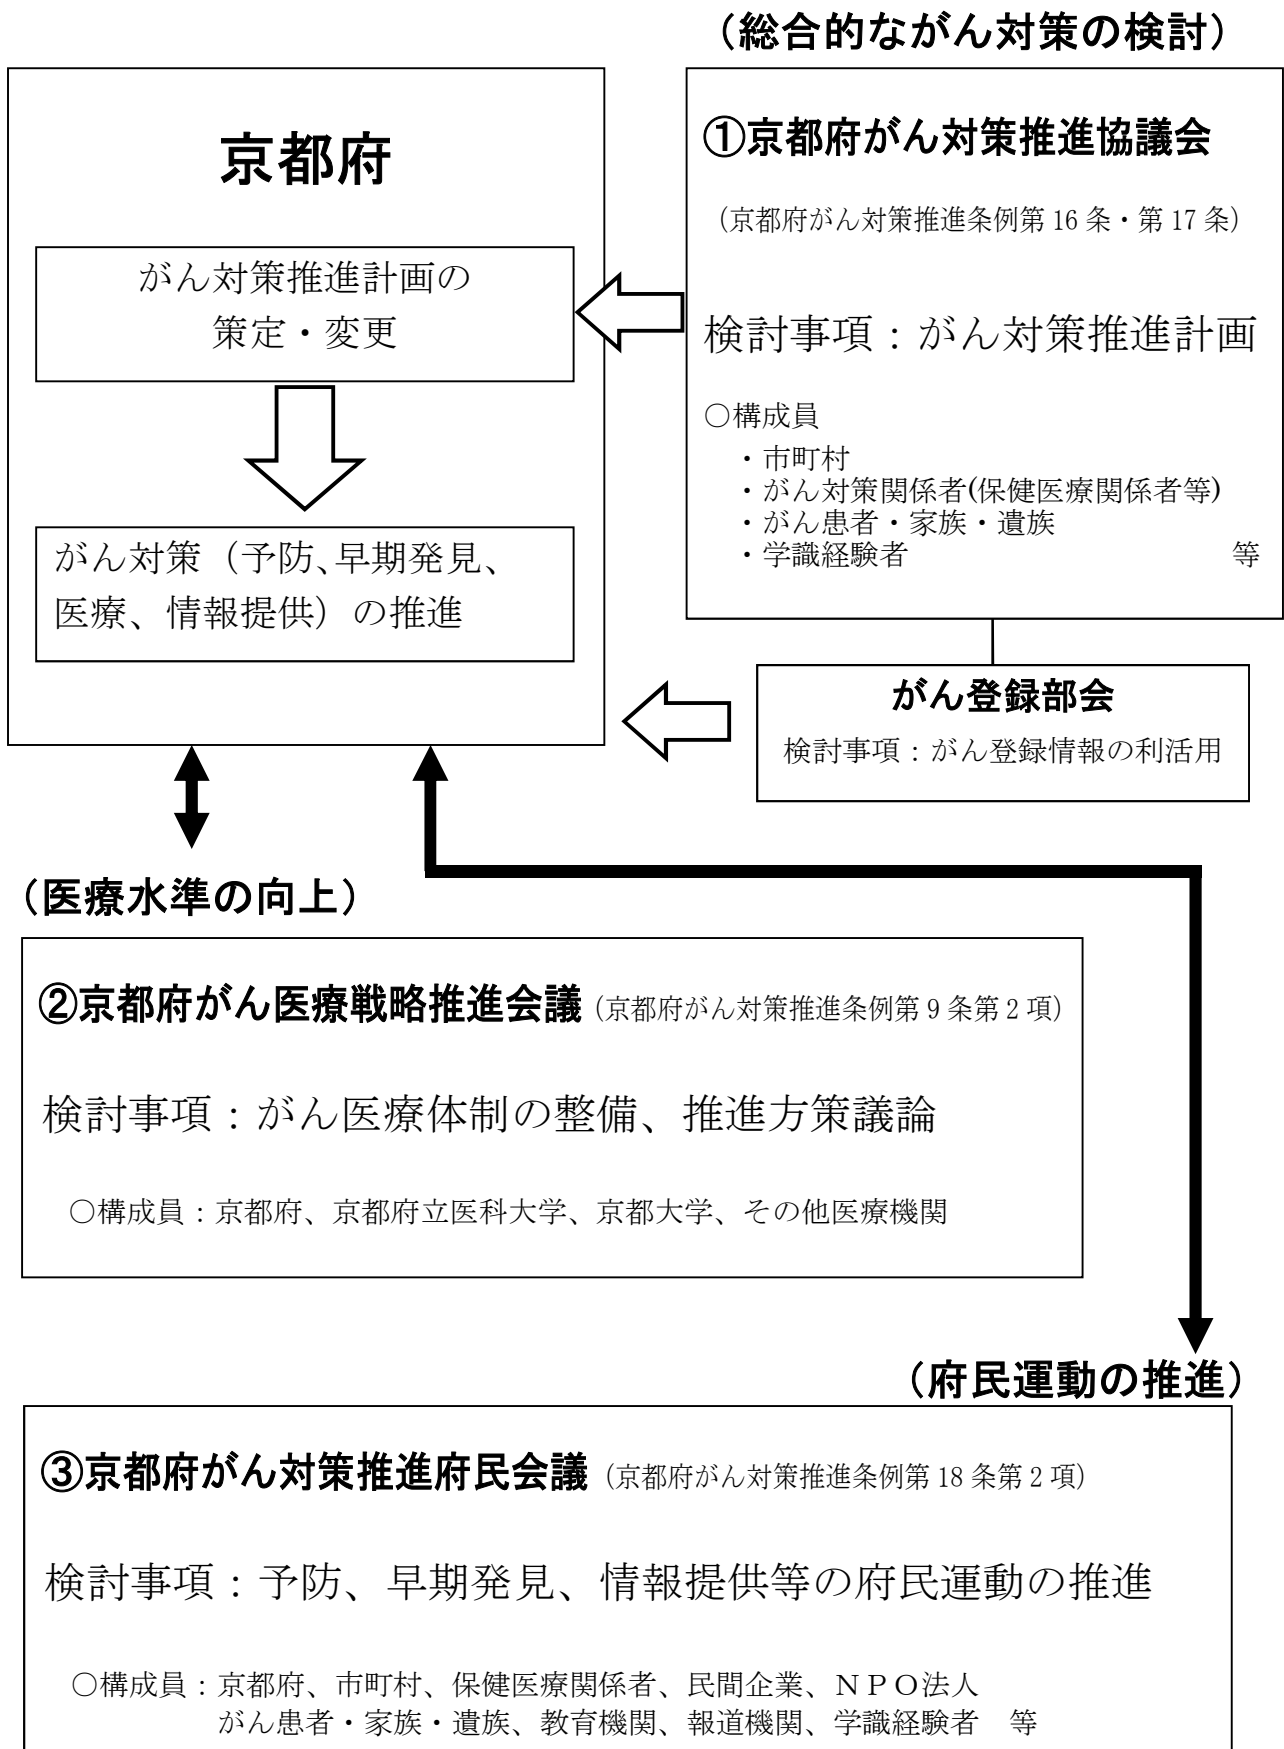 (総合的ながん対策の検討)
京都府
がん対策推進計画の
策定・変更
がん対策（予防、早期発見、
医療、情報提供）の推進
①京都府がん対策推進協議会
（京都府がん対策推進条例第16条・第17条）
検討事項：がん対策推進計画
○構成員
・市町村
・がん対策関係者(保健医療関係者等)
・がん患者・家族・遺族
・学識経験者　等
がん登録部会
検討事項：がん登録情報の利活用
(医療水準の向上)
②京都府がん医療戦略推進会議（京都府がん対策推進条例第9条第2項）
検討事項：がん医療体制の整備、推進方策議論
○構成員：京都府、京都府立医科大学、京都大学、その他医療機関
(府民運動の推進)
③京都府がん対策推進府民会議（京都府がん対策推進条例第18条第2項）
検討事項：予防、早期発見、情報提供等の府民運動の推進
○構成員：京都府、市町村、保健医療関係者、民間企業、ＮＰＯ法人
がん患者・家族・遺族、教育機関、報道機関、学識経験者　等